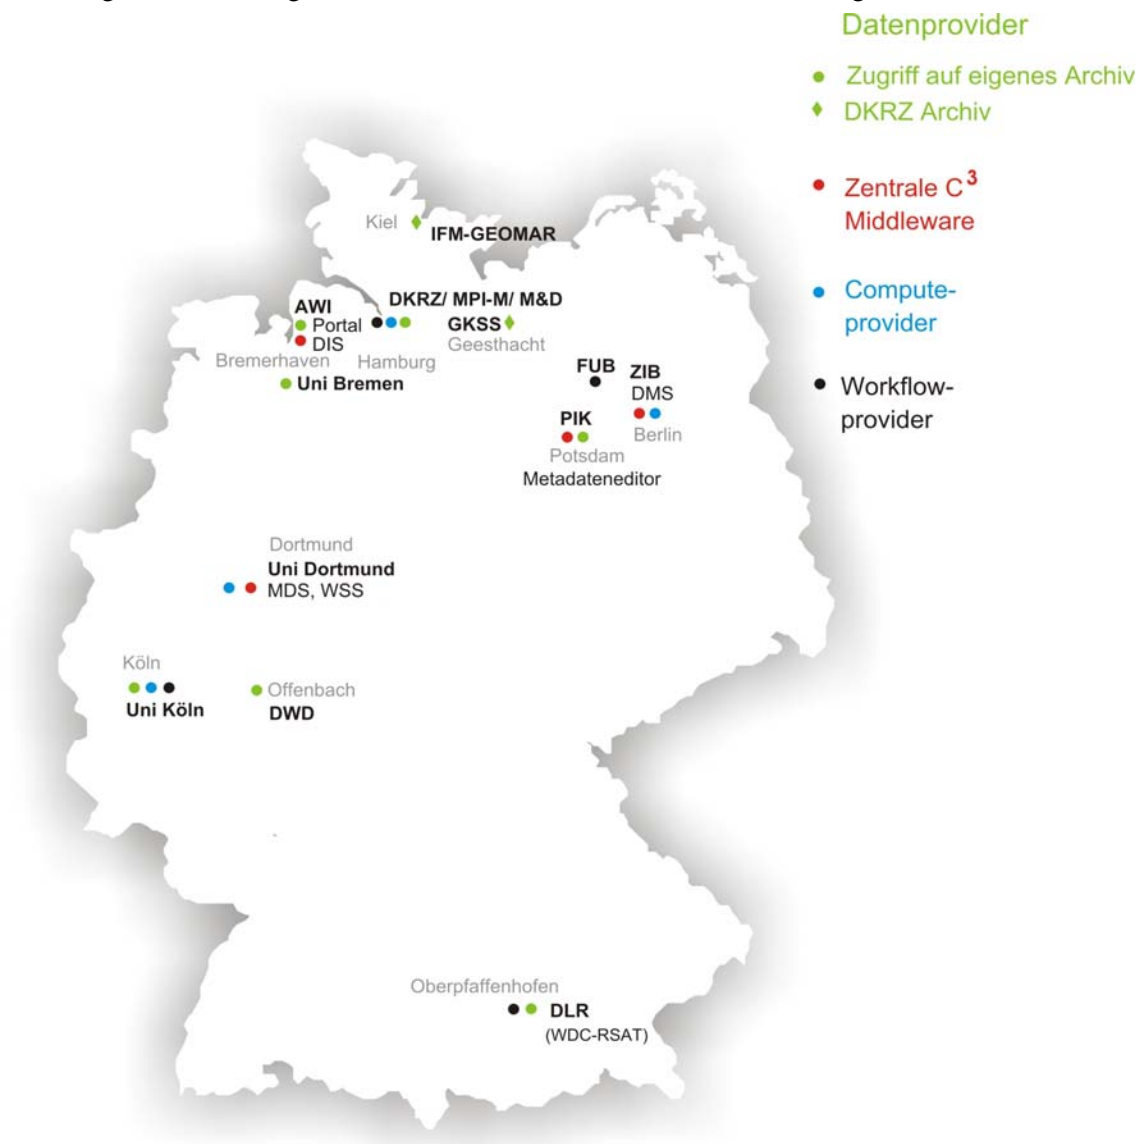 Datenprovider
Zugriff auf eigenes Archiv
DKRZ Archiv
Zentrale C³
Middleware
Compute-
provider
Workflow-
provider
Kiel
IFM-GEOMAR
AWI
Portal
DIS
Bremerhaven
DKRZ/ MPI-M/ M&D
Hamburg
GKSS
Geesthacht
Uni Bremen
FUB
ZIB
DMS
Berlin
PIK
Potsdam
Metadateneditor
Dortmund
Uni Dortmund
MDS, WSS
Köln
Uni Köln
Offenbach
DWD
Oberpfaffenhofen
DLR
(WDC-RSAT)